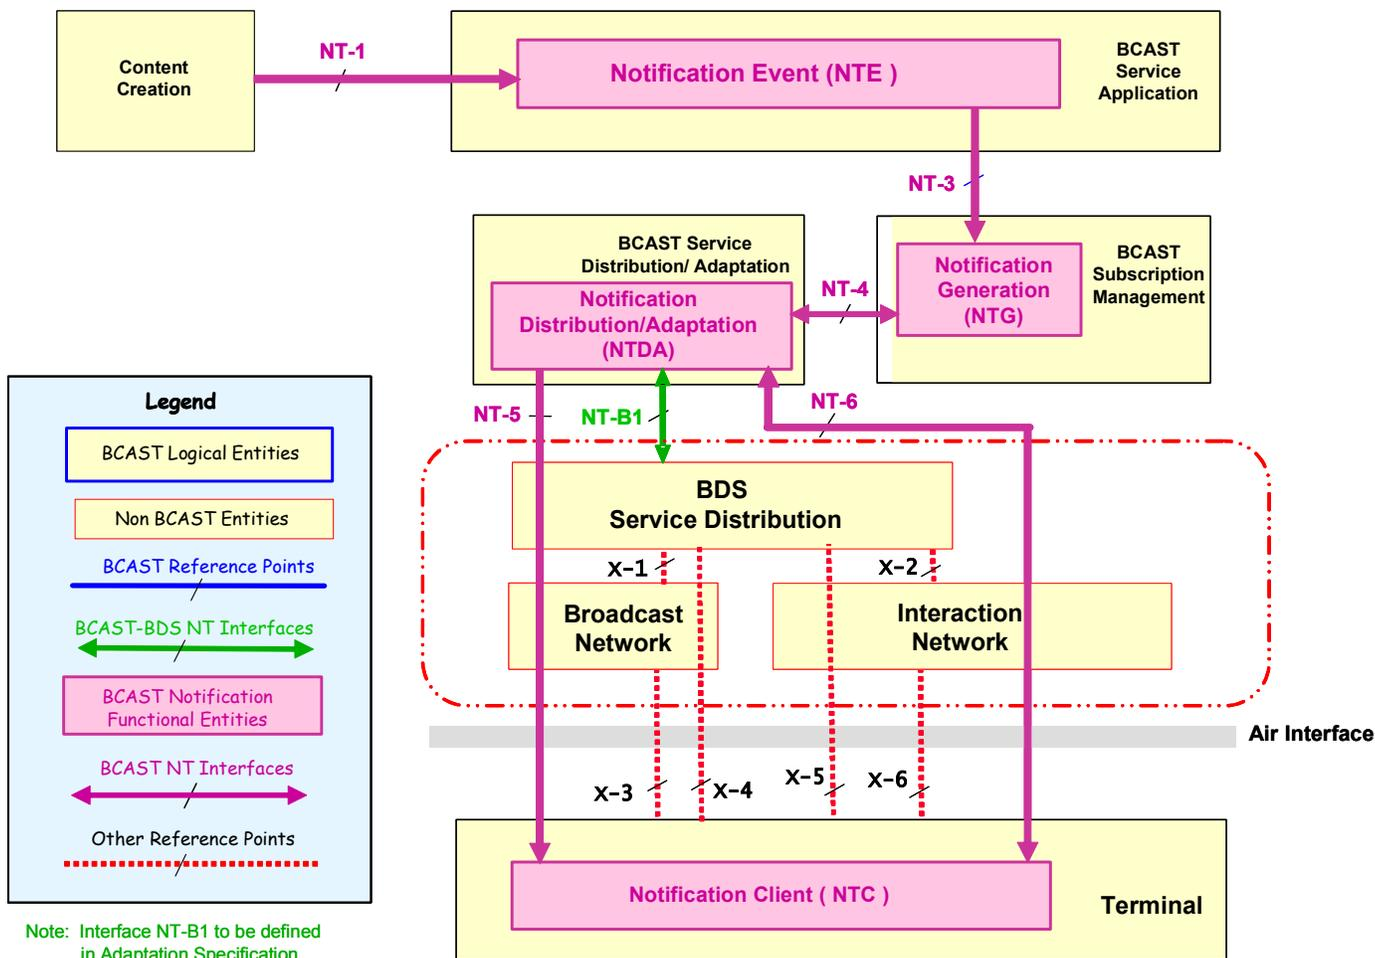 Content
Creation
NT-1
Notification Event (NTE )
BCAST
Service
Application
NT-3
BCAST Service
Distribution/ Adaptation
Notification
Distribution/Adaptation
(NTDA)
NT-4
Notification
Generation
(NTG)
BCAST
Subscription
Management
NT-5
NT-B1
NT-6
BDS
Service Distribution
X-1
X-2
Broadcast
Network
Interaction
Network
Air Interface
X-3
X-4
X-5
X-6
Notification Client ( NTC )
Terminal
Legend
BCAST Logical Entities
Non BCAST Entities
BCAST Reference Points
BCAST-BDS NT Interfaces
BCAST Notification
Functional Entities
BCAST NT Interfaces
Other Reference Points
Note: Interface NT-B1 to be defined
in Adaptation Specification